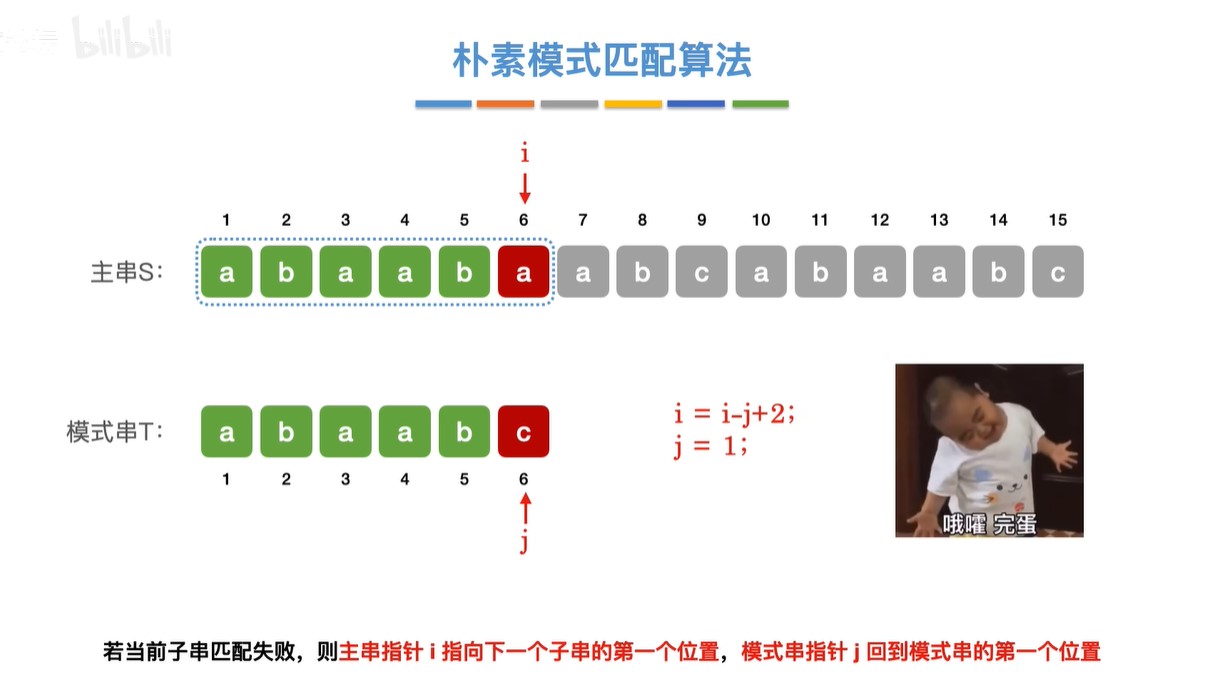 bilibili
朴素模式匹配算法
i
1 2 3 4 5 6 7 8 9 10 11 12 13 14 15
主串S: a b a a b a a b c a b a a b c
模式串T: a b a a b c
1 2 3 4 5 6
j
i = i-j+2;
j = 1;
哦嚯 完蛋
若当前子串匹配失败，则主串指针 i 指向下一个子串的第一个位置，模式串指针 j 回到模式串的第一个位置